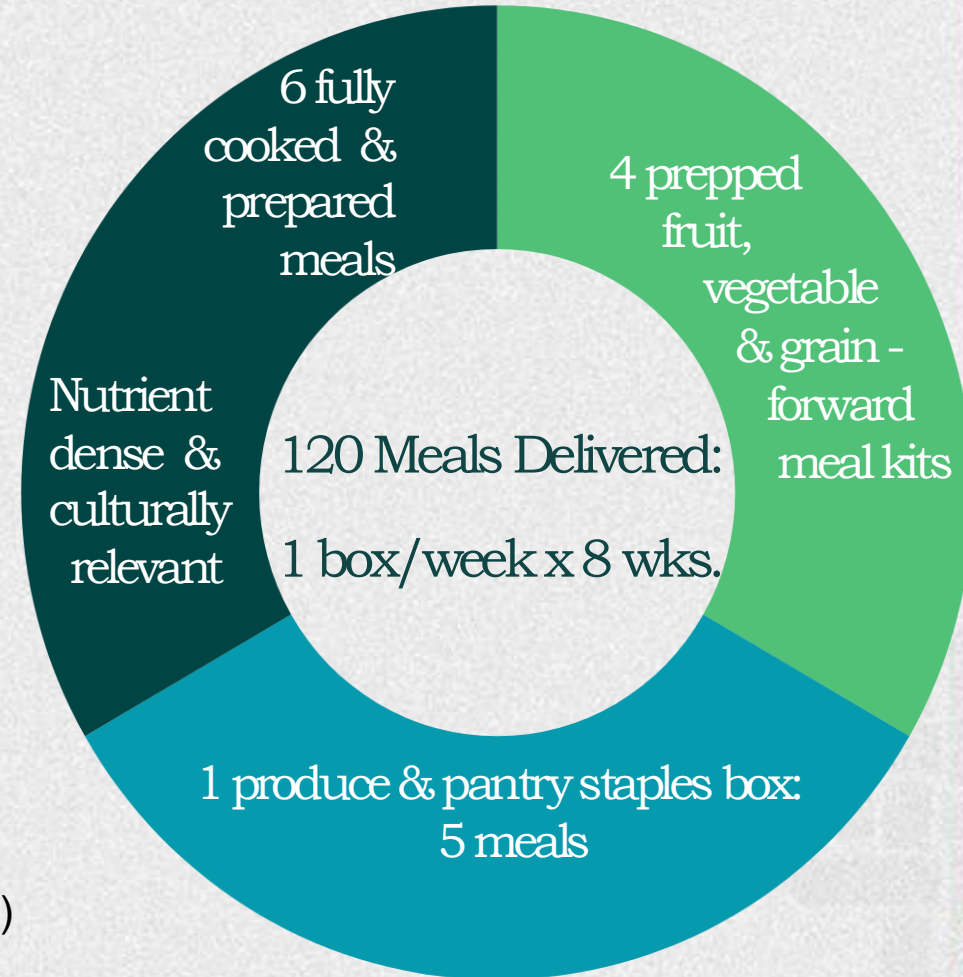 6 fully
cooked &
prepared
meals
Nutrient
dense &
culturally
relevant
4 prepped
fruit,
vegetable
& grain -
forward
meal kits
120 Meals Delivered:
1 box/week x 8 wks.
1 produce & pantry staples box:
5 meals
)